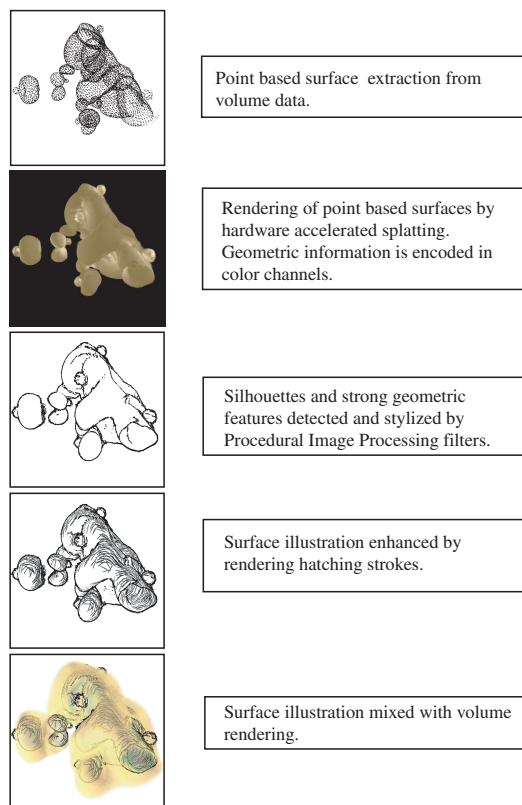 Point based surface extraction from
volume data.
Rendering of point based surfaces by
hardware accelerated splatting.
Geometric information is encoded in
color channels.
Silhouettes and strong geometric
features detected and stylized by
Procedural Image Processing filters.
Surface illustration enhanced by
rendering hatching strokes.
Surface illustration mixed with volume
rendering.